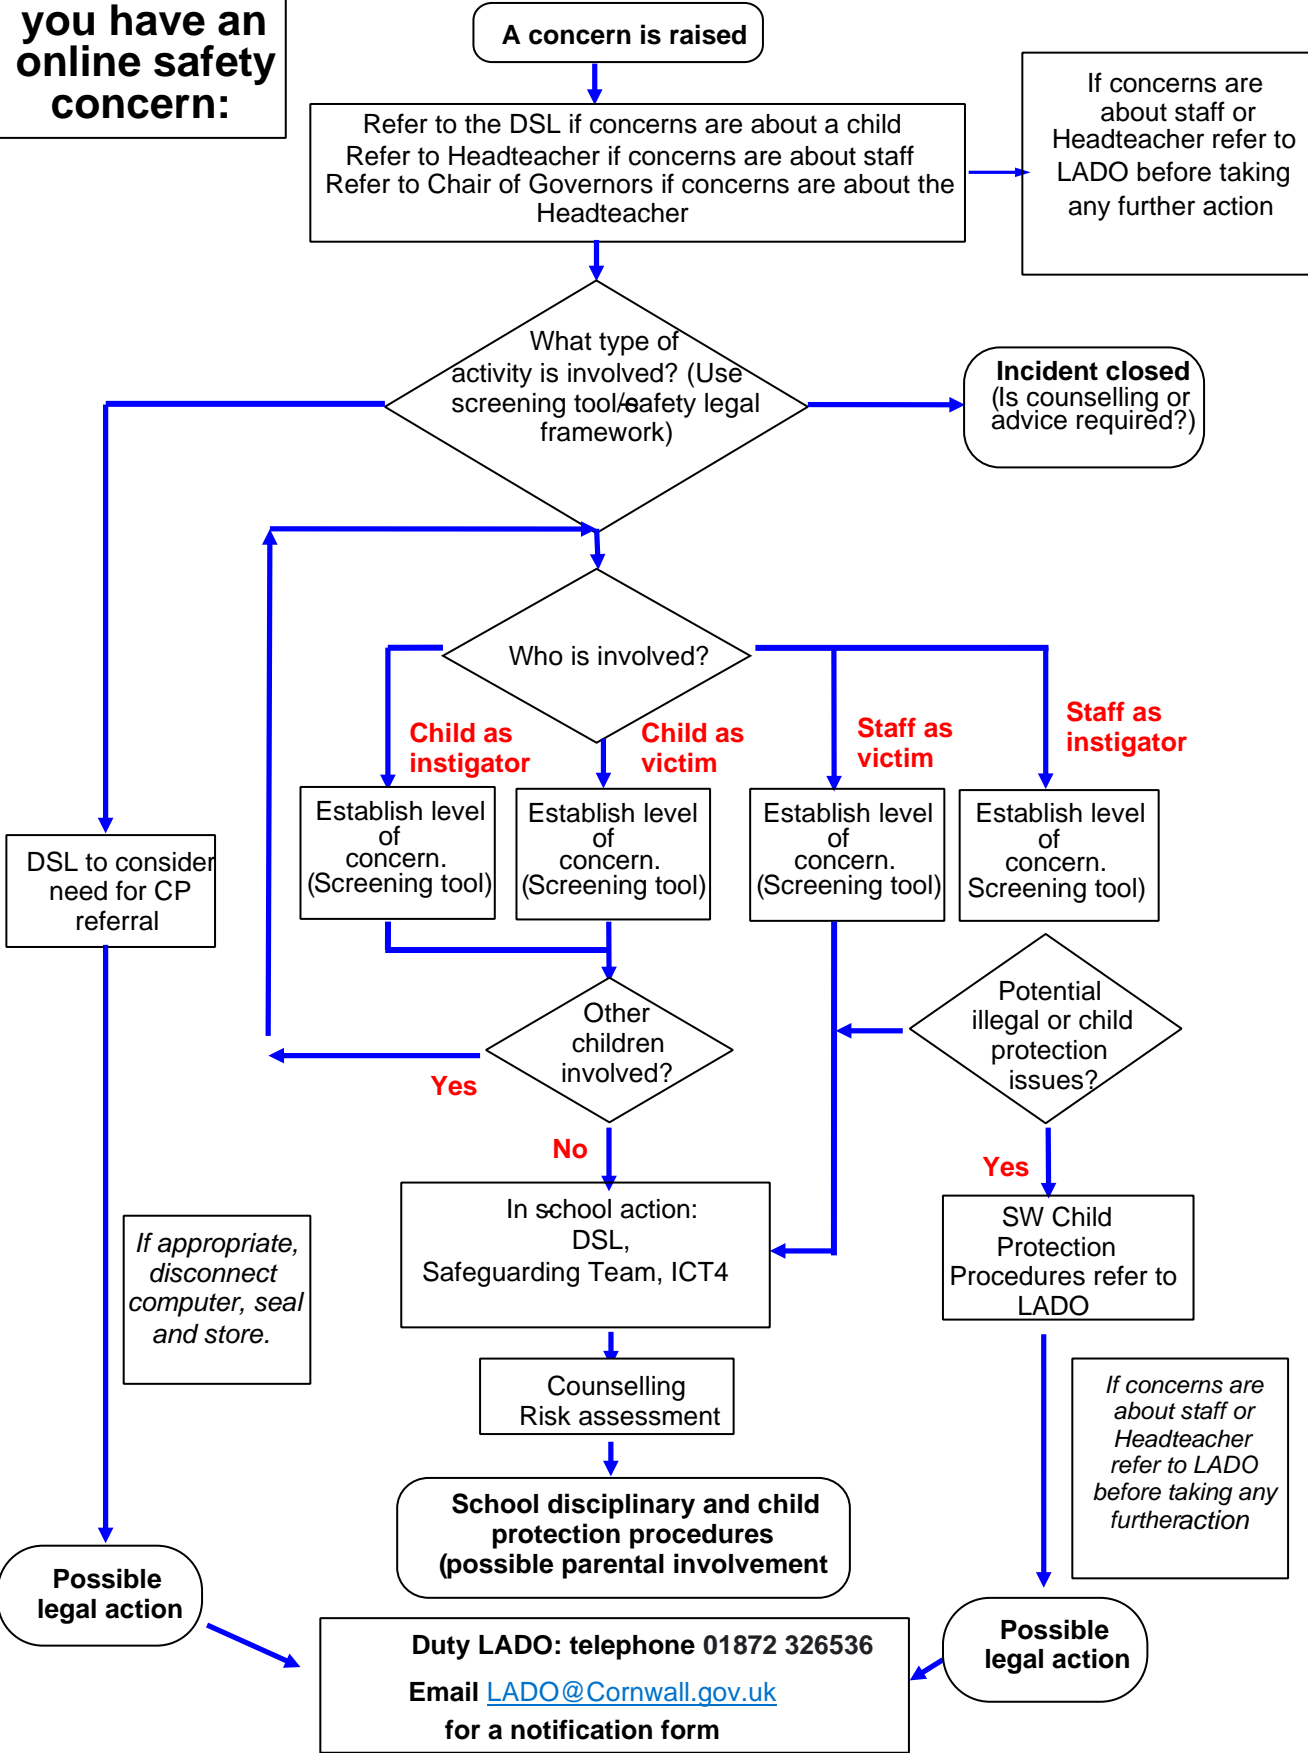 you have an
online safety
concern:
A concern is raised
Refer to the DSL if concerns are about a child
Refer to Headteacher if concerns are about staff
Refer to Chair of Governors if concerns are about the
Headteacher
If concerns are
about staff or
Headteacher refer to
LADO before taking
any further action
What type of
activity is involved? (Use
screening tool/esafety legal
framework)
Incident closed
(Is counselling or
advice required?)
Who is involved?
Child as
instigator
Child as
victim
Staff as
victim
Staff as
instigator
Establish level
of
concern.
(Screening tool)
Establish level
of
concern.
(Screening tool)
Establish level
of
concern.
(Screening tool)
Establish level
of
concern.
Screening tool)
DSL to consider
need for CP
referral
Other
children
involved?
Yes
No
Potential
illegal or child
protection
issues?
Yes
In-school action:
DSL,
Safeguarding Team, ICT4
SW Child
Protection
Procedures refer to
LADO
If appropriate,
disconnect
computer, seal
and store.
Counselling
Risk assessment
If concerns are
about staff or
Headteacher
refer to LADO
before taking any
furtheraction
School disciplinary and child
protection procedures
(possible parental involvement
Possible
legal action
Possible
legal action
Duty LADO: telephone 01872 326536
Email LADO@Cornwall.gov.uk
for a notification form